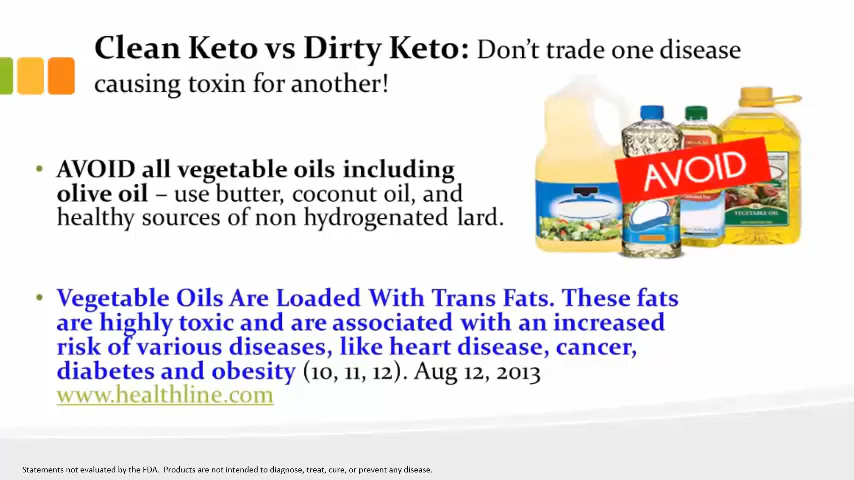 Clean Keto vs Dirty Keto: Don't trade one disease
causing toxin for another!
AVOID
VEGETABLE OIL
• AVOID all vegetable oils including
olive oil – use butter, coconut oil, and
healthy sources of non hydrogenated lard.
• Vegetable Oils Are Loaded With Trans Fats. These fats
are highly toxic and are associated with an increased
risk of various diseases, like heart disease, cancer,
diabetes and obesity (10, 11, 12). Aug 12, 2013
www.healthline.com
Statements not evaluated by the FDA. Products are not intended to diagnose, treat, cure, or prevent any disease.